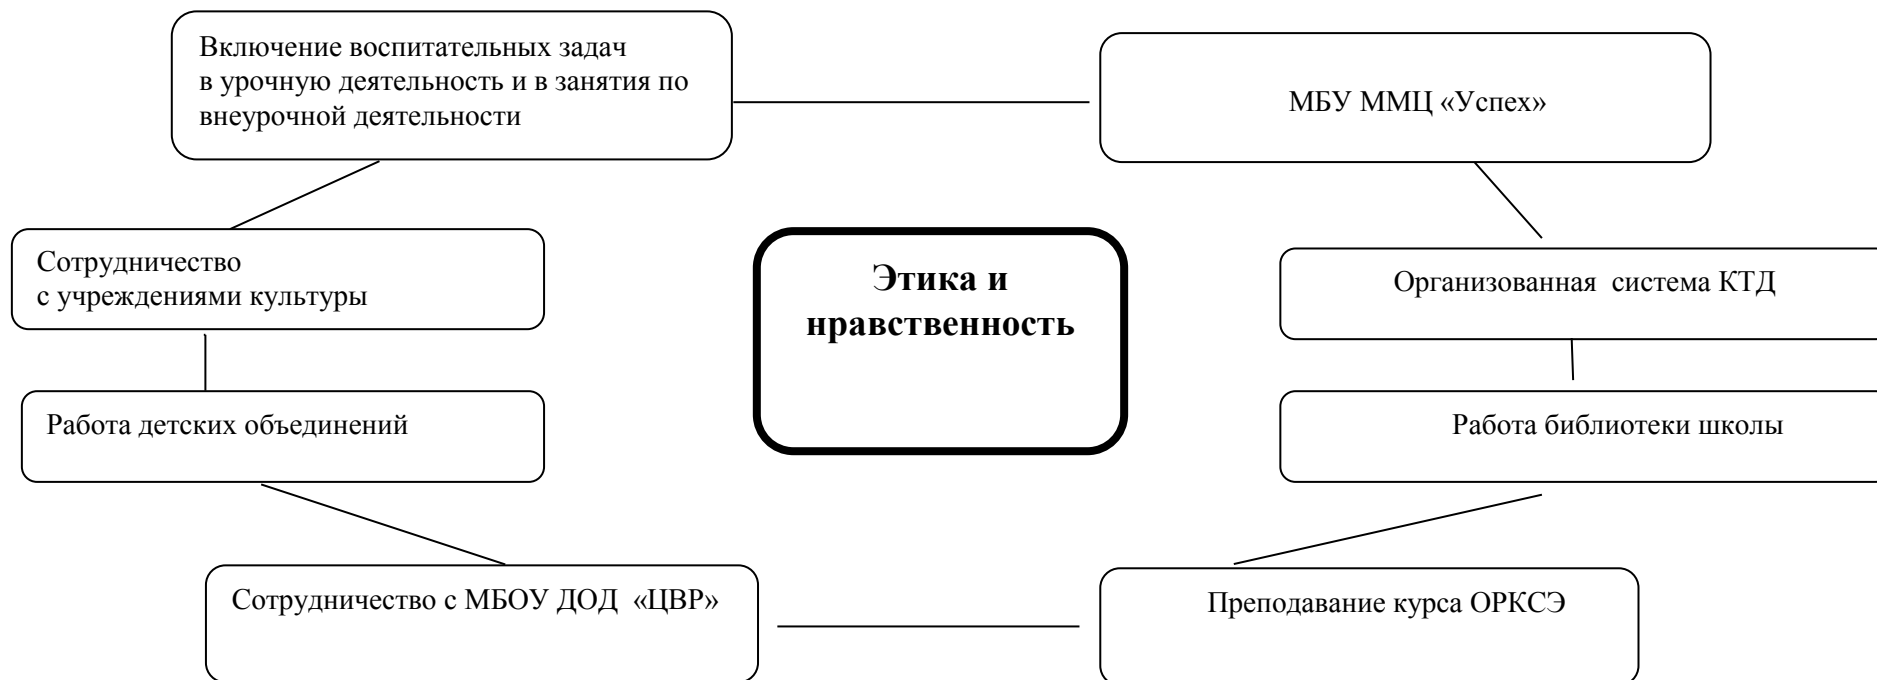 Включение воспитательных задач
в урочную деятельность и в занятия по
внеурочной деятельности
МБУ ММЦ «Успех»
Сотрудничество
с учреждениями культуры
Этика и
нравственность
Организованная система КТД
Работа детских объединений
Работа библиотеки школы
Сотрудничество с МБОУ ДОД «ЦВР»
Преподавание курса ОРКСЭ